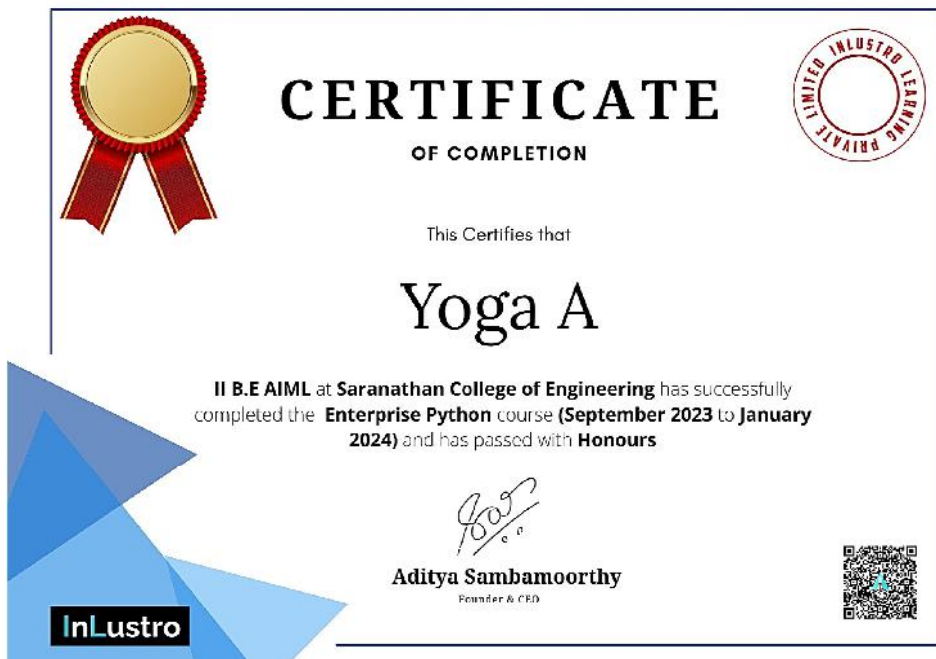 CERTIFICATE
INLUSTRO LEARNING PRIVATE LIMITED
OF COMPLETION
This Certifies that
Yoga A
II B.E AIML at Saranathan College of Engineering has successfully
completed the Enterprise Python course (September 2023 to January
2024) and has passed with Honours
Aditya Sambamoorthy
Founder & CEO
InLustro